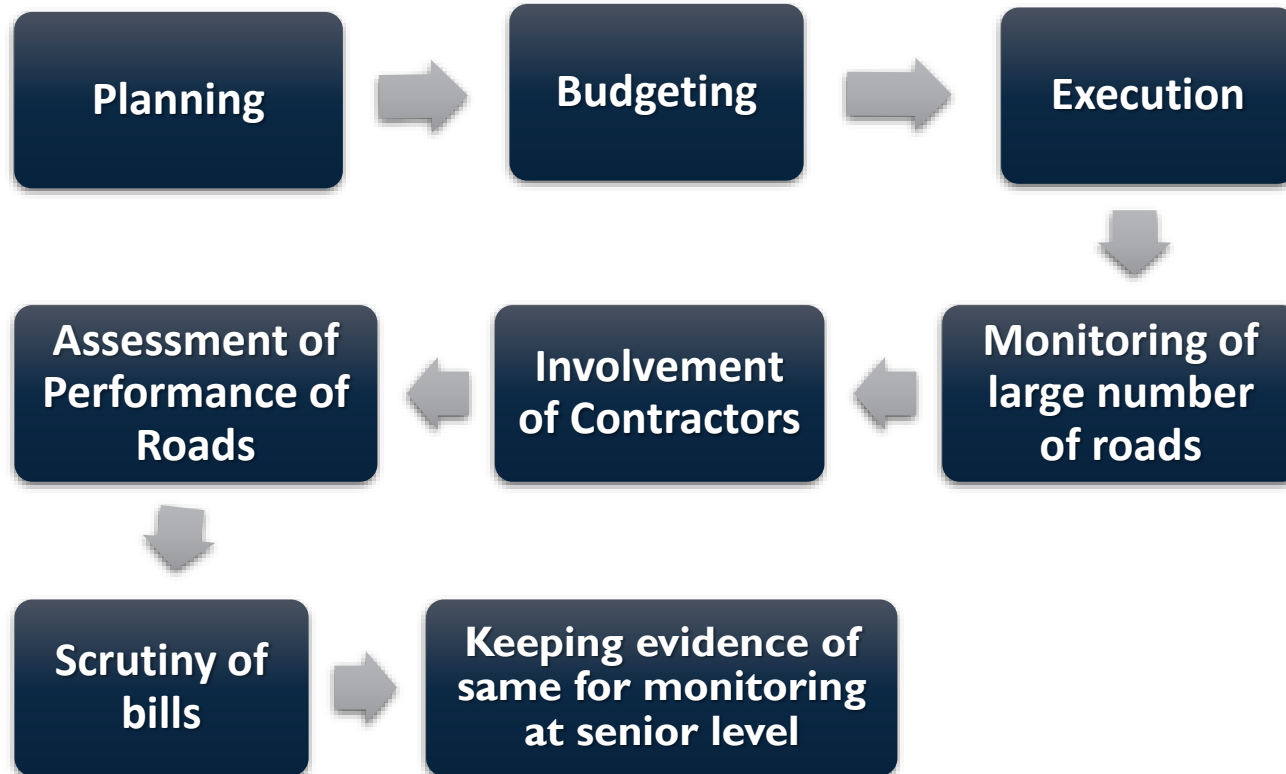 Planning
Budgeting
Execution
Monitoring of
large number
of roads
Involvement
of Contractors
Assessment of
Performance of
Roads
Scrutiny of
bills
Keeping evidence of
same for monitoring
at senior level